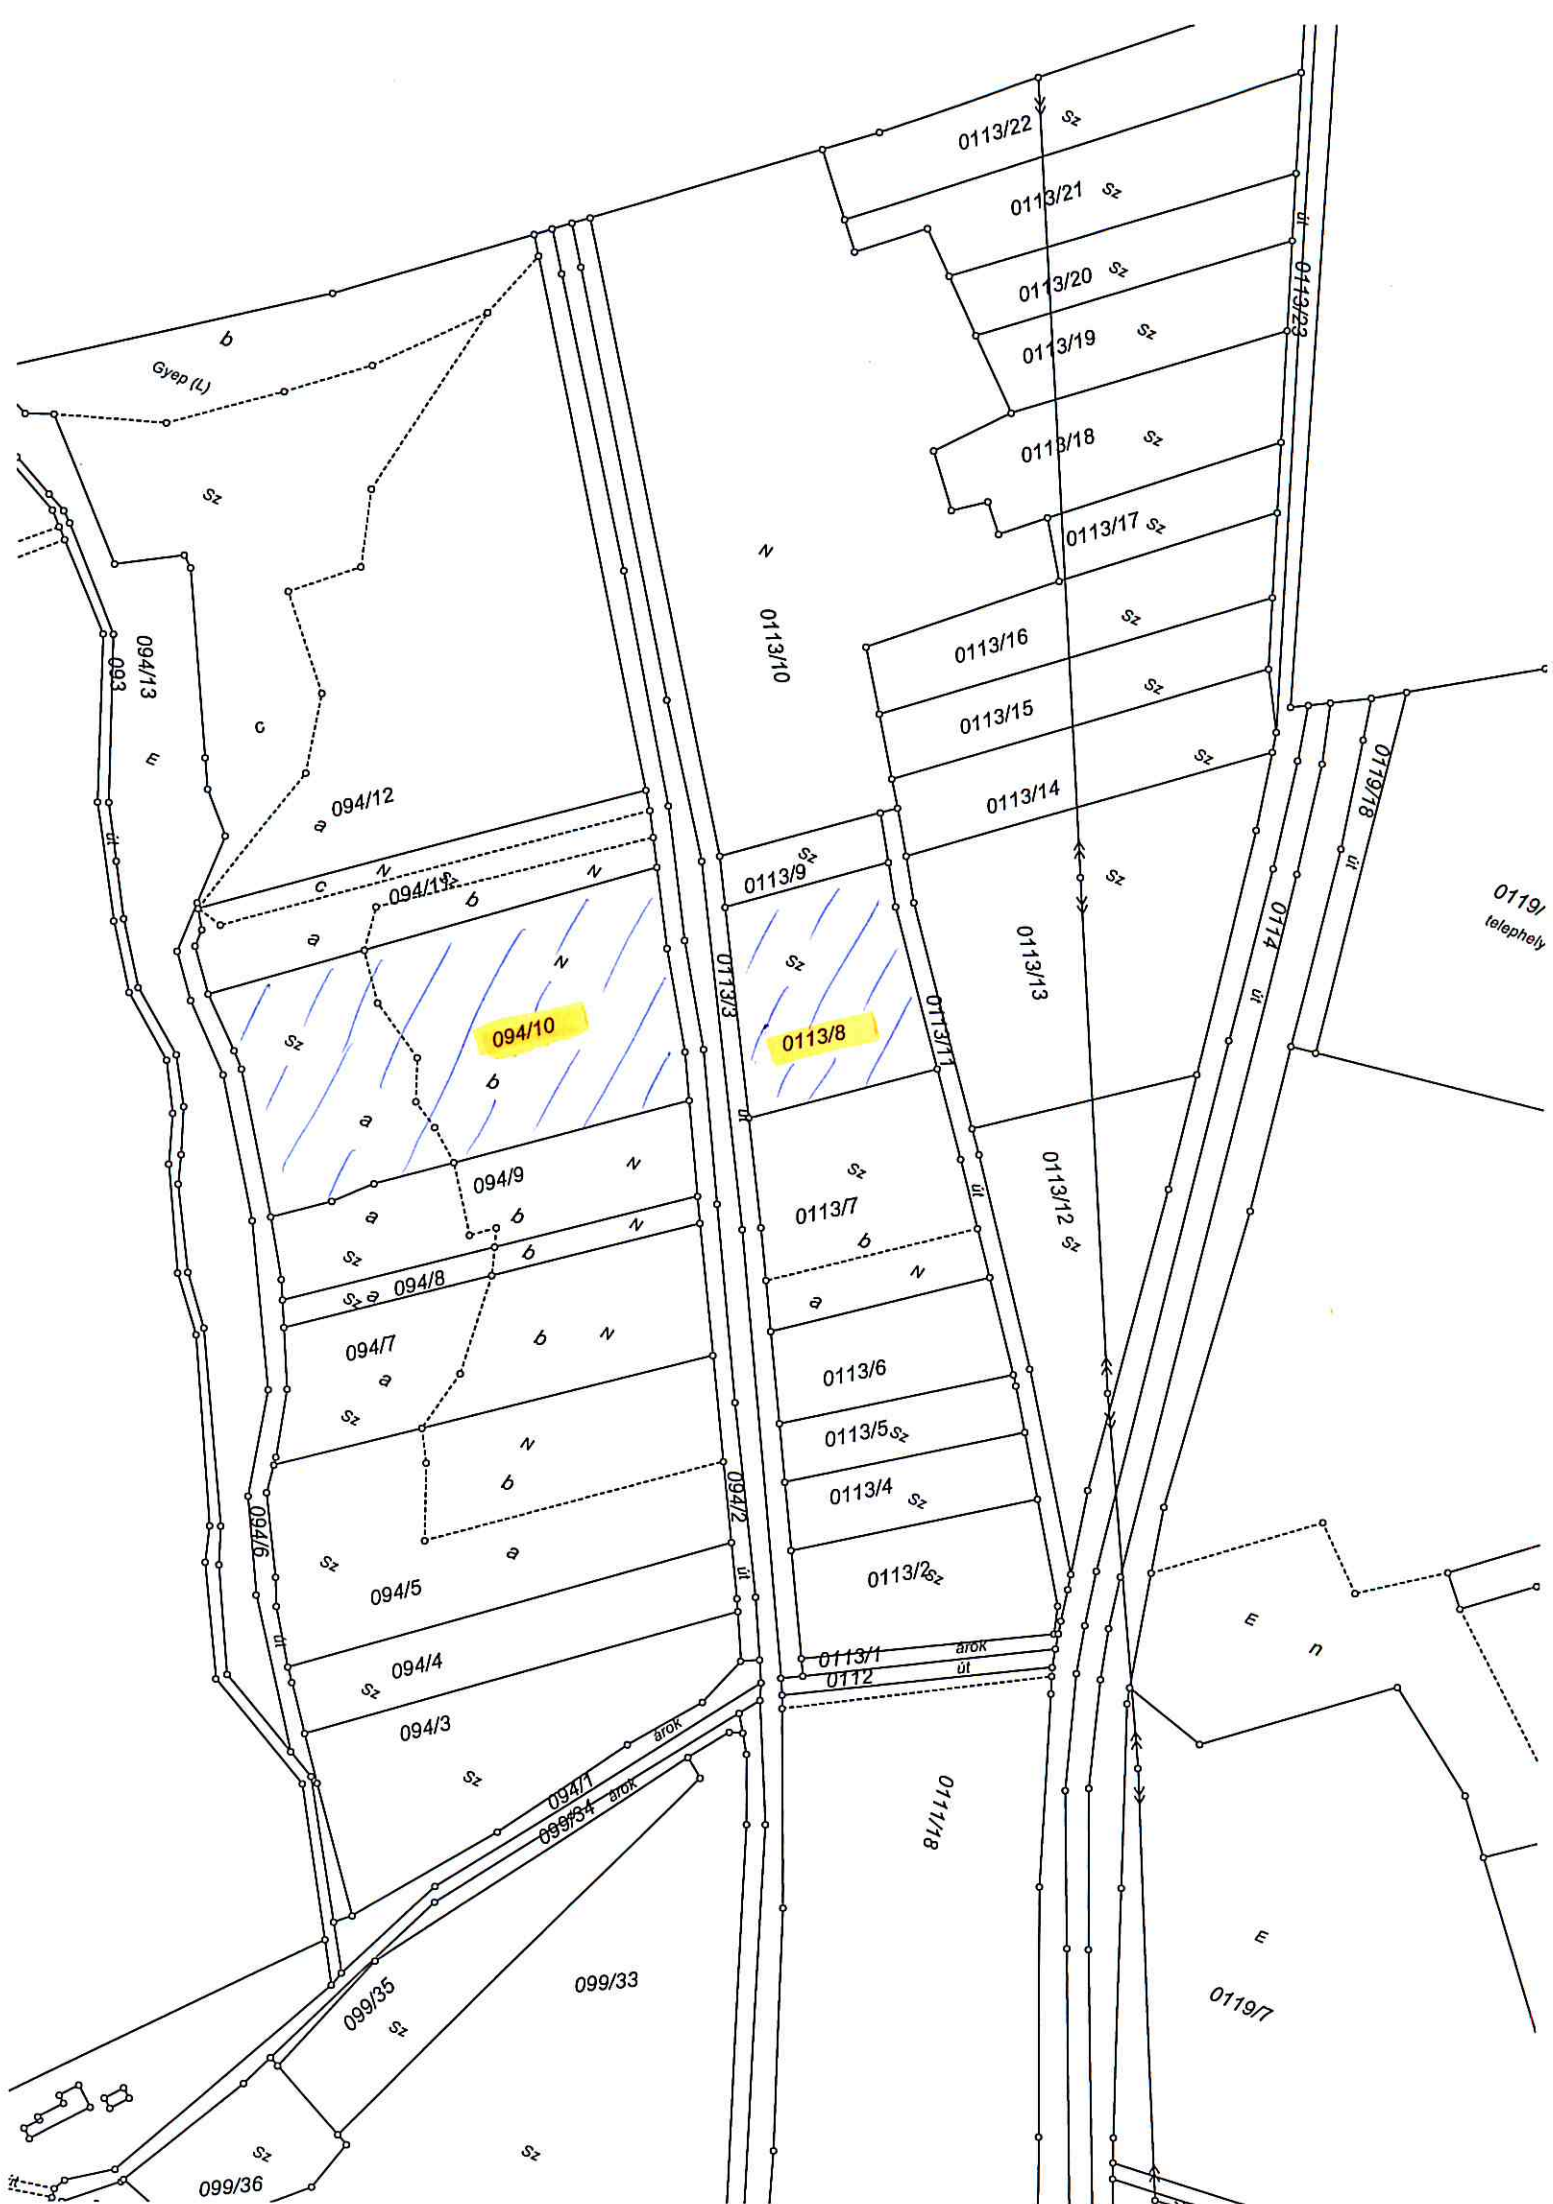 0113/22
Sz
0113/21
Sz
út
0113/20
Sz
0113/23
0113/19
Sz
b
Gyep (L)
0113/18
Sz
Sz
0113/17
Sz
N
0113/10
0113/16
Sz
094/13
093
0113/15
Sz
c
E
0113/14
Sz
0119/18
094/12
a
út
út
N
c
094/11
Sz
b
N
Sz
0113/9
Sz
0119/
telephely
0114
a
N
Sz
0113/3
0113/13
út
094/10
0113/8
0113/11
Sz
b
a
út
094/9
N
Sz
0113/12
Sz
út
a
b
N
0113/7
b
Sz
b
N
094/8
Sz
a
a
094/7
b
N
0113/6
a
Sz
0113/5
Sz
N
b
0113/4
Sz
094/2
094/6
a
Sz
út
0113/2
Sz
094/5
E
n
út
árok
0113/1
094/4
0112
út
Sz
094/3
árok
Sz
094/1
árok
099/34
0111/18
E
099/35
099/33
Sz
0119/7
Sz
Sz
099/36
út